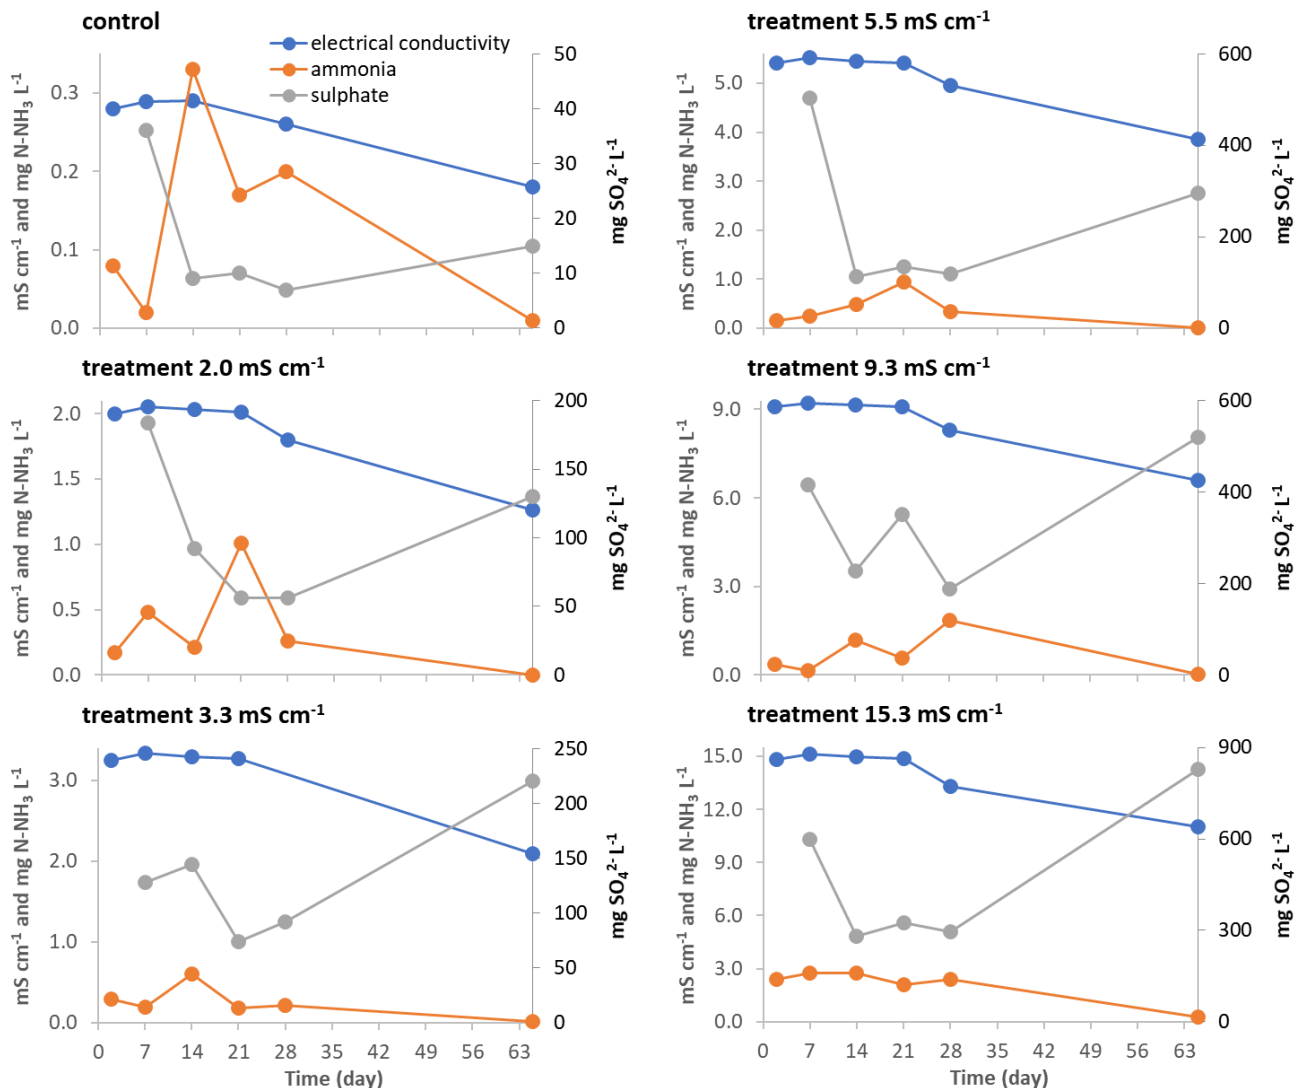 control
electrical conductivity
ammonia
sulphate
mS cm⁻¹ and mg N-NH₃ L⁻¹
0.3
0.2
0.1
0.0
50
40
30
20
10
0
mg SO₄²⁻ L⁻¹
treatment 5.5 mS cm⁻¹
mS cm⁻¹ and mg N-NH₃ L⁻¹
5.0
4.0
3.0
2.0
1.0
0.0
600
400
200
0
mg SO₄²⁻ L⁻¹
treatment 2.0 mS cm⁻¹
mS cm⁻¹ and mg N-NH₃ L⁻¹
2.0
1.5
1.0
0.5
0.0
200
150
100
50
0
mg SO₄²⁻ L⁻¹
treatment 9.3 mS cm⁻¹
mS cm⁻¹ and mg N-NH₃ L⁻¹
9.0
6.0
3.0
0.0
600
400
200
0
mg SO₄²⁻ L⁻¹
treatment 3.3 mS cm⁻¹
mS cm⁻¹ and mg N-NH₃ L⁻¹
3.0
2.0
1.0
0.0
250
200
150
100
50
0
mg SO₄²⁻ L⁻¹
0 7 14 21 28 35 42 49 56 63
Time (day)
treatment 15.3 mS cm⁻¹
mS cm⁻¹ and mg N-NH₃ L⁻¹
15.0
12.0
9.0
6.0
3.0
0.0
900
600
300
0
mg SO₄²⁻ L⁻¹
0 7 14 21 28 35 42 49 56 63
Time (day)